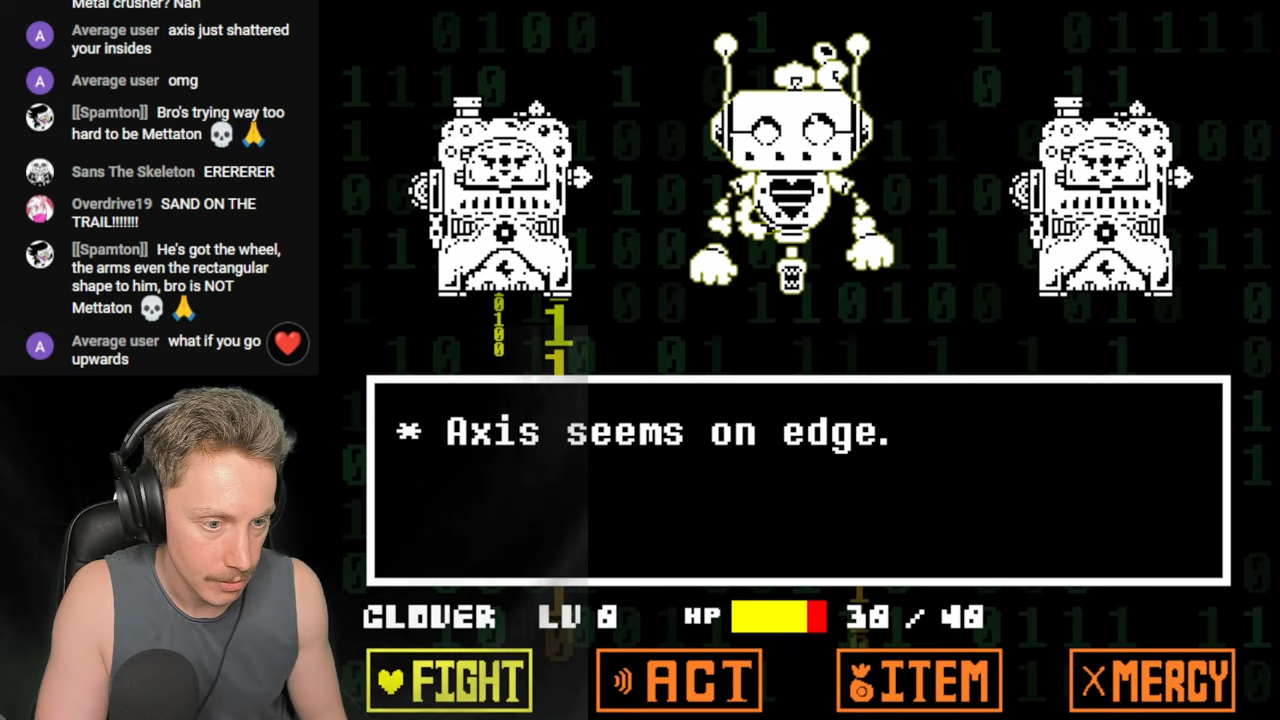 Metal crusher? Nah
Average user axis just shattered
your insides
Average user omg
[[Spamton]] Bro's trying way too
hard to be Mettaton 💀🙏
Sans The Skeleton ERERERER
Overdrive19 SAND ON THE
TRAIL!!!!!!!
[[Spamton]] He's got the wheel,
the arms even the rectangular
shape to him, bro is NOT
Mettaton 💀🙏
Average user what if you go
upwards
* Axis seems on edge.
CLOVER LV 8 HP 38 / 48
FIGHT ACT ITEM MERCY